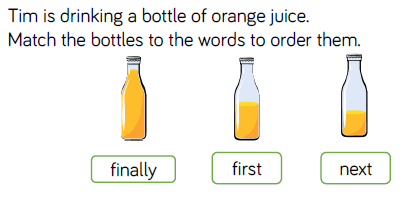 Tim is drinking a bottle of orange juice.
Match the bottles to the words to order them.
finally first next